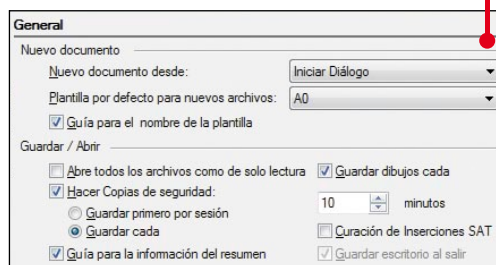 General
Nuevo documento
Nuevo documento desde: Iniciar Diálogo
Plantilla por defecto para nuevos archivos: A0
Guía para el nombre de la plantilla
Guardar / Abrir
Abre todos los archivos como de solo lectura Guardar dibujos cada
Hacer Copias de seguridad: 10 minutos
Guardar primero por sesión
Guardar cada Curación de Inserciones SAT
Guía para la información del resumen Guardar escritorio al salir